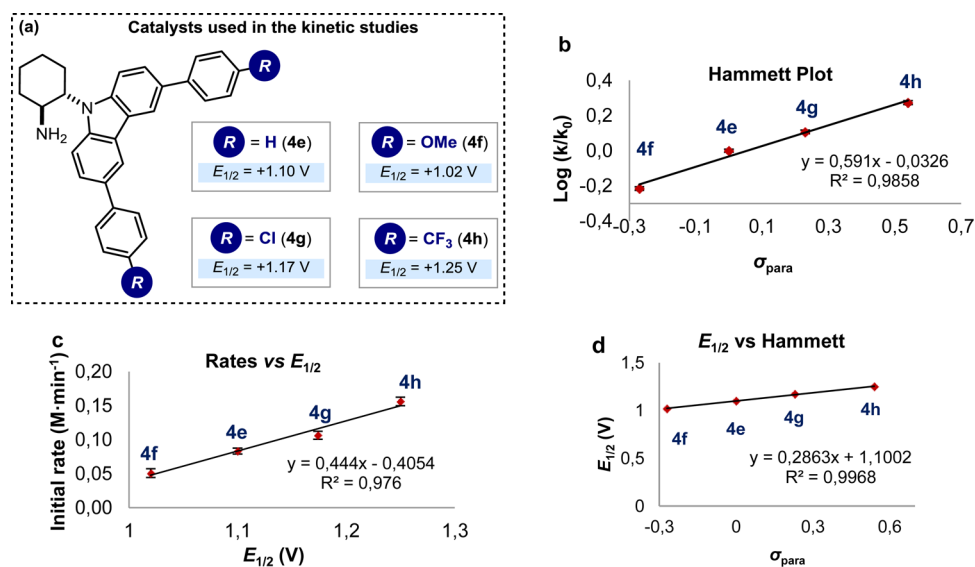 (a) Catalysts used in the kinetic studies
R
N
NH₂
R = H (4e)
E1/2 = +1.10 V
R = OMe (4f)
E1/2 = +1.02 V
R = Cl (4g)
E1/2 = +1.17 V
R = CF₃ (4h)
E1/2 = +1.25 V
R
b
Hammett Plot
Log (k/k₀)
0,4
0,2
0,0
-0,2
-0,4
4f
4e
4g
4h
y = 0,591x - 0,0326
R² = 0,9858
-0,3 -0,1 0,1 0,3 0,5 0,7
σpara
c
Rates vs E1/2
Initial rate (M·min⁻¹)
0,20
0,15
0,10
0,05
0,00
4f
4e
4g
4h
y = 0,444x - 0,4054
R² = 0,976
1 1,1 1,2 1,3
E1/2 (V)
d
E1/2 vs Hammett
E1/2 (V)
1,5
1
0,5
0
4f
4e
4g
4h
y = 0,2863x + 1,1002
R² = 0,9968
-0,3 0 0,3 0,6
σpara